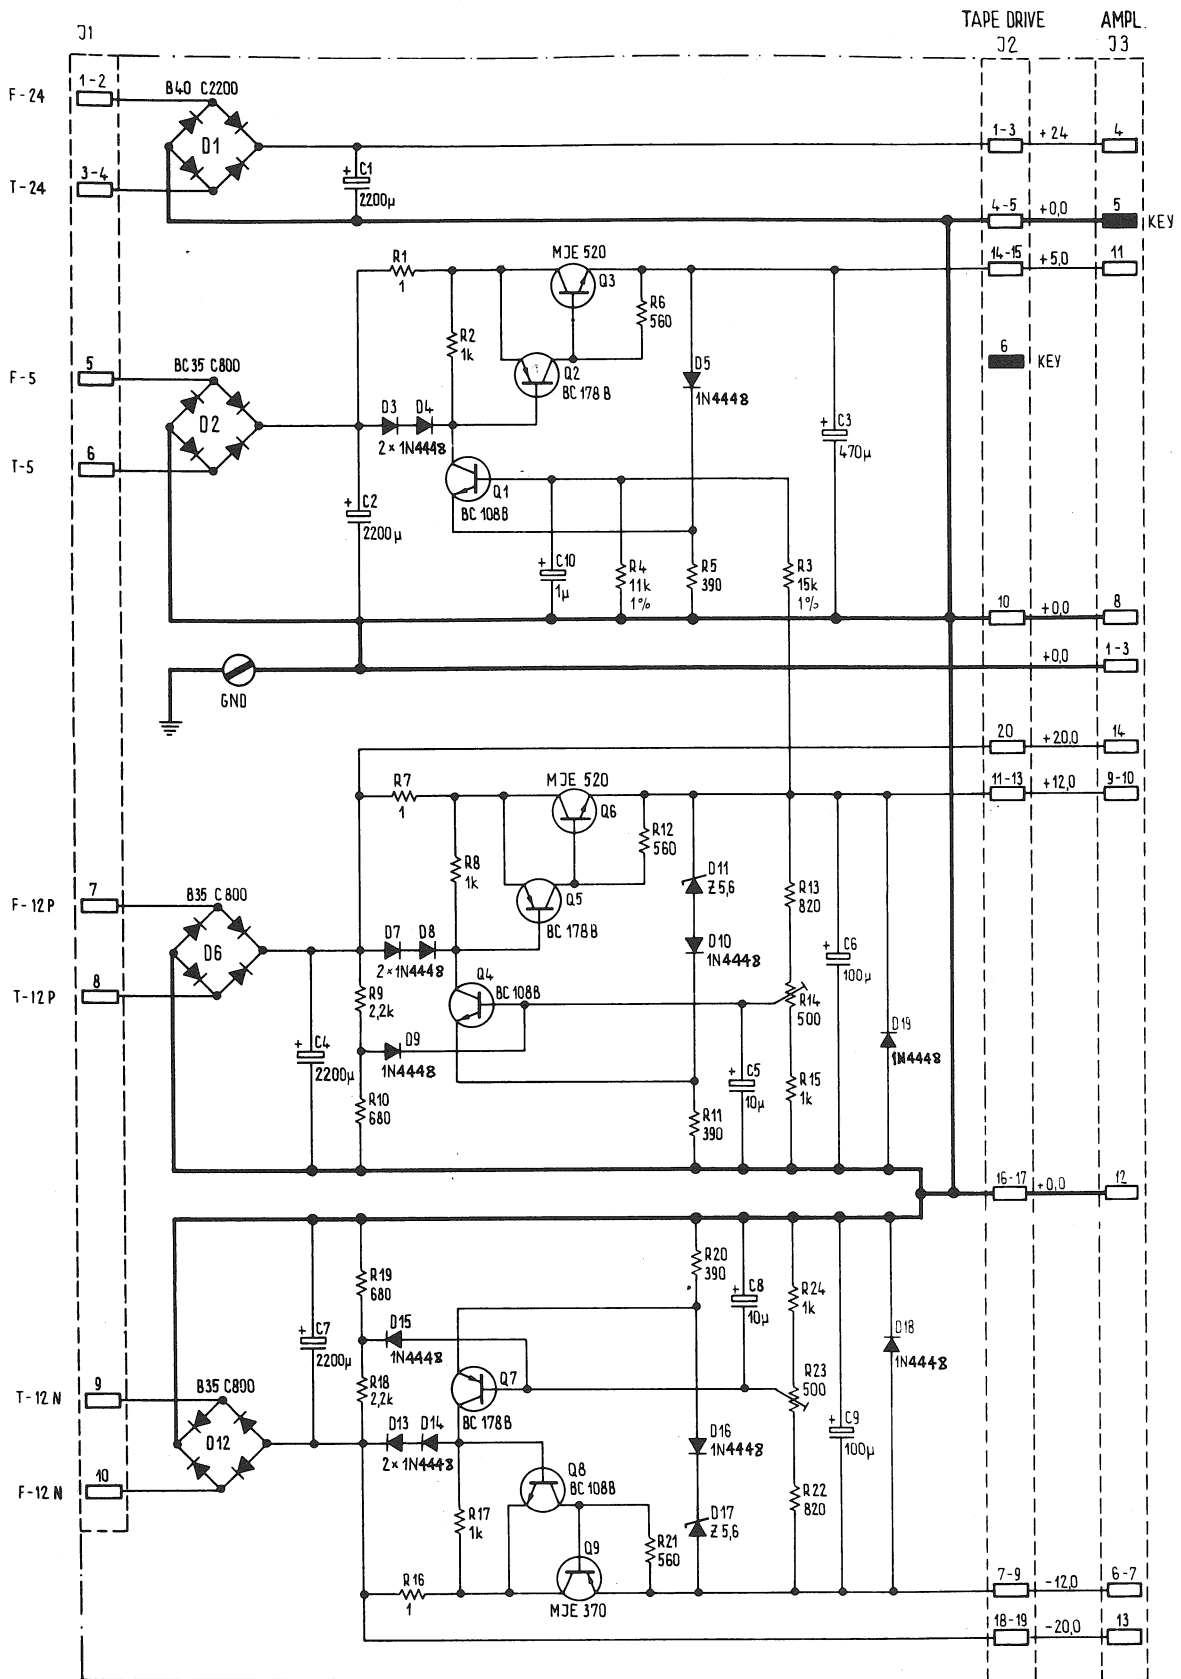 TAPE DRIVE
AMPL.
J1
J2
J3
F-24
1-2
B40 C2200
D1
1-3
+24
4
T-24
3-4
+
C1
2200µ
4-5
+0,0
5
KEY
R1
1
MJE 520
Q3
14-15
+5,0
11
R2
1k
R6
560
6
KEY
F-5
5
BC35 C800
D2
Q2
BC 178 B
D5
1N4448
D3
D4
2 × 1N4448
+
C3
470µ
T-5
6
Q1
BC 108B
+
C2
2200µ
+
C10
1µ
R4
11k
1%
R5
390
R3
15k
1%
10
+0,0
8
+0,0
1-3
GND
20
+20,0
14
R7
1
MJE 520
Q6
11-13
+12,0
9-10
R8
1k
R12
560
D11
Z5,6
R13
820
F-12P
7
B35 C800
D6
Q5
BC 178B
D7
D8
2 × 1N4448
D10
1N4448
+
C6
100µ
T-12P
8
R9
2,2k
Q4
BC 108B
R14
500
D19
1N4448
+
C4
2200µ
D9
1N4448
+
C5
10µ
R15
1k
R10
680
R11
390
16-17
+0,0
12
R19
680
R20
390
+
C8
10µ
R24
1k
+
C7
2200µ
D15
1N4448
D18
1N4448
T-12N
9
B35 C800
D12
R18
2,2k
Q7
BC 178B
R23
500
D13
D14
2 × 1N4448
D16
1N4448
+
C9
100µ
F-12N
10
Q8
BC 108B
R22
820
R17
1k
D17
Z5,6
R21
560
Q9
R16
1
MJE 370
7-9
-12,0
6-7
18-19
-20,0
13